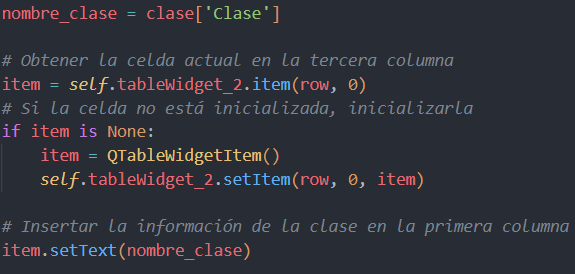 nombre_clase = clase['Clase']

# Obtener la celda actual en la tercera columna
item = self.tableWidget_2.item(row, 0)
# Si la celda no está inicializada, inicializarla
if item is None:
    item = QTableWidgetItem()
    self.tableWidget_2.setItem(row, 0, item)

# Insertar la información de la clase en la primera columna
item.setText(nombre_clase)